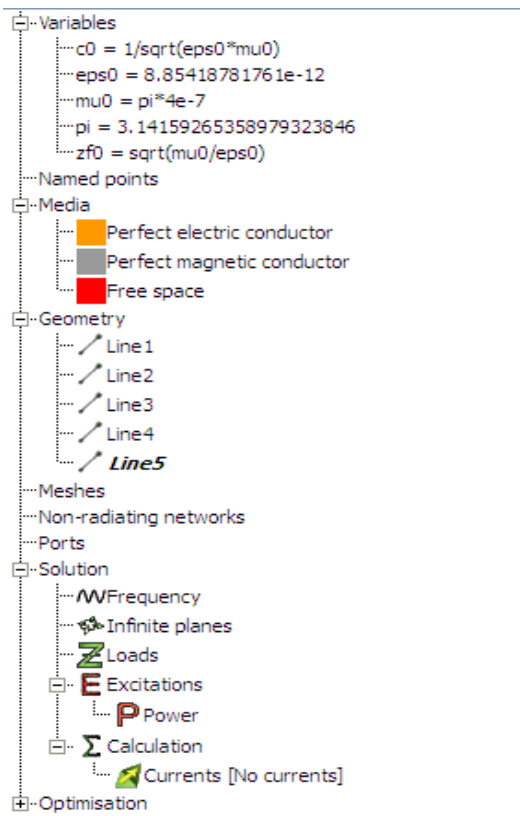 Variables
c0 = 1/sqrt(eps0*mu0)
eps0 = 8.85418781761e-12
mu0 = pi*4e-7
pi = 3.14159265358979323846
zf0 = sqrt(mu0/eps0)
Named points
Media
Perfect electric conductor
Perfect magnetic conductor
Free space
Geometry
Line1
Line2
Line3
Line4
Line5
Meshes
Non-radiating networks
Ports
Solution
Frequency
Infinite planes
Z Loads
E Excitations
P Power
Σ Calculation
Currents [No currents]
Optimisation